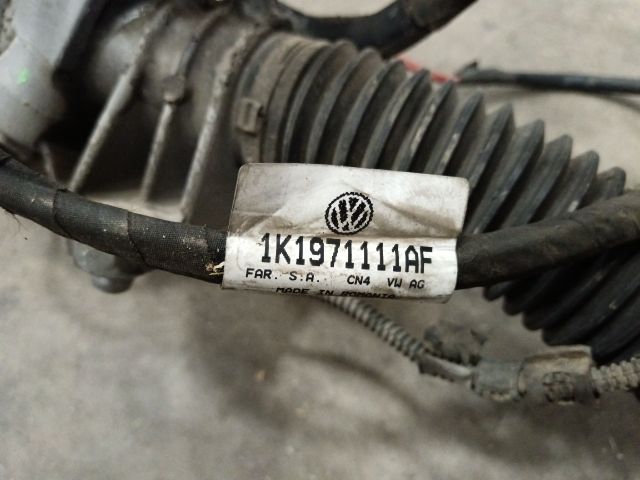 1K1971111AF
FAR. S.A. CN4 VW AG
MADE IN ROMANIA